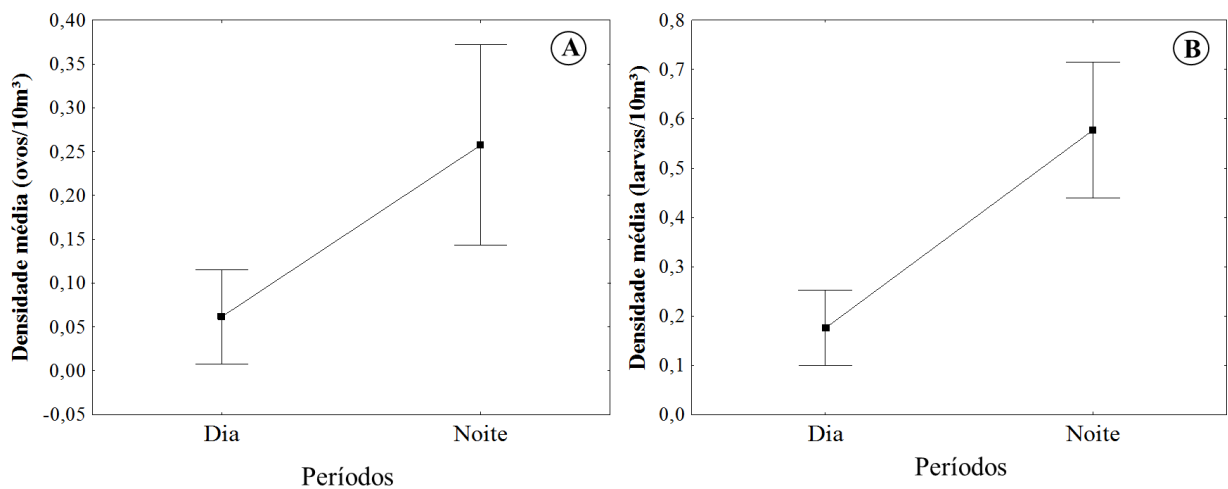 Densidade média (ovos/10m³)
0,40
0,35
0,30
0,25
0,20
0,15
0,10
0,05
0,00
-0,05
A
Dia
Noite
Períodos
Densidade média (larvas/10m³)
0,8
0,7
0,6
0,5
0,4
0,3
0,2
0,1
0,0
B
Dia
Noite
Períodos